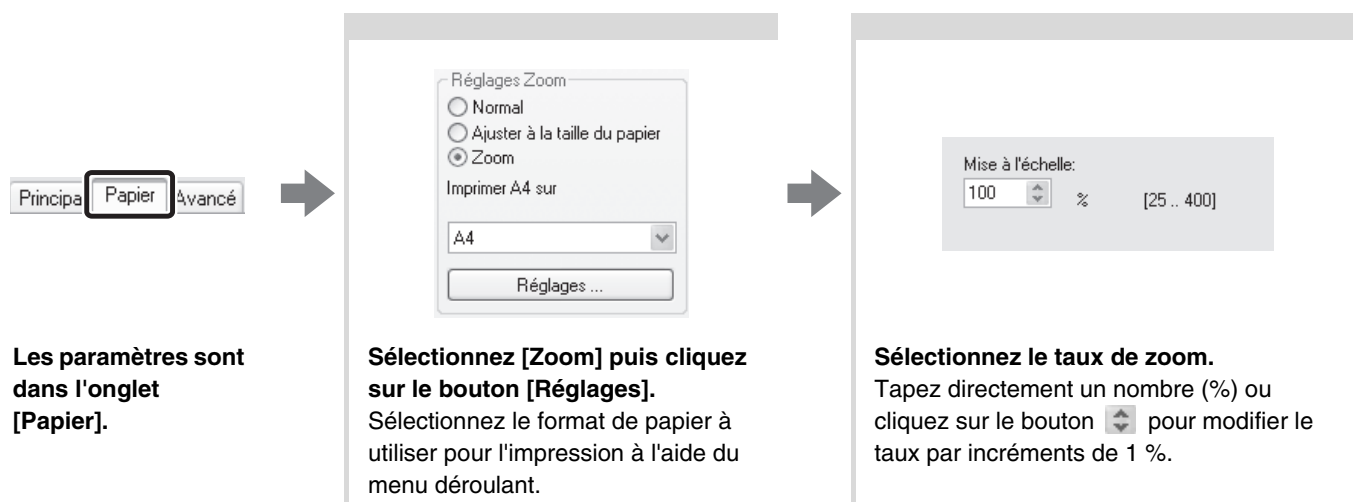 Principa Papier Avancé
Les paramètres sont
dans l'onglet
[Papier].
Réglages Zoom
Normal
Ajuster à la taille du papier
Zoom
Imprimer A4 sur
A4
Réglages ...
Sélectionnez [Zoom] puis cliquez
sur le bouton [Réglages].
Sélectionnez le format de papier à
utiliser pour l'impression à l'aide du
menu déroulant.
Mise à l'échelle:
100 % [25 .. 400]
Sélectionnez le taux de zoom.
Tapez directement un nombre (%) ou
cliquez sur le bouton pour modifier le
taux par incréments de 1 %.